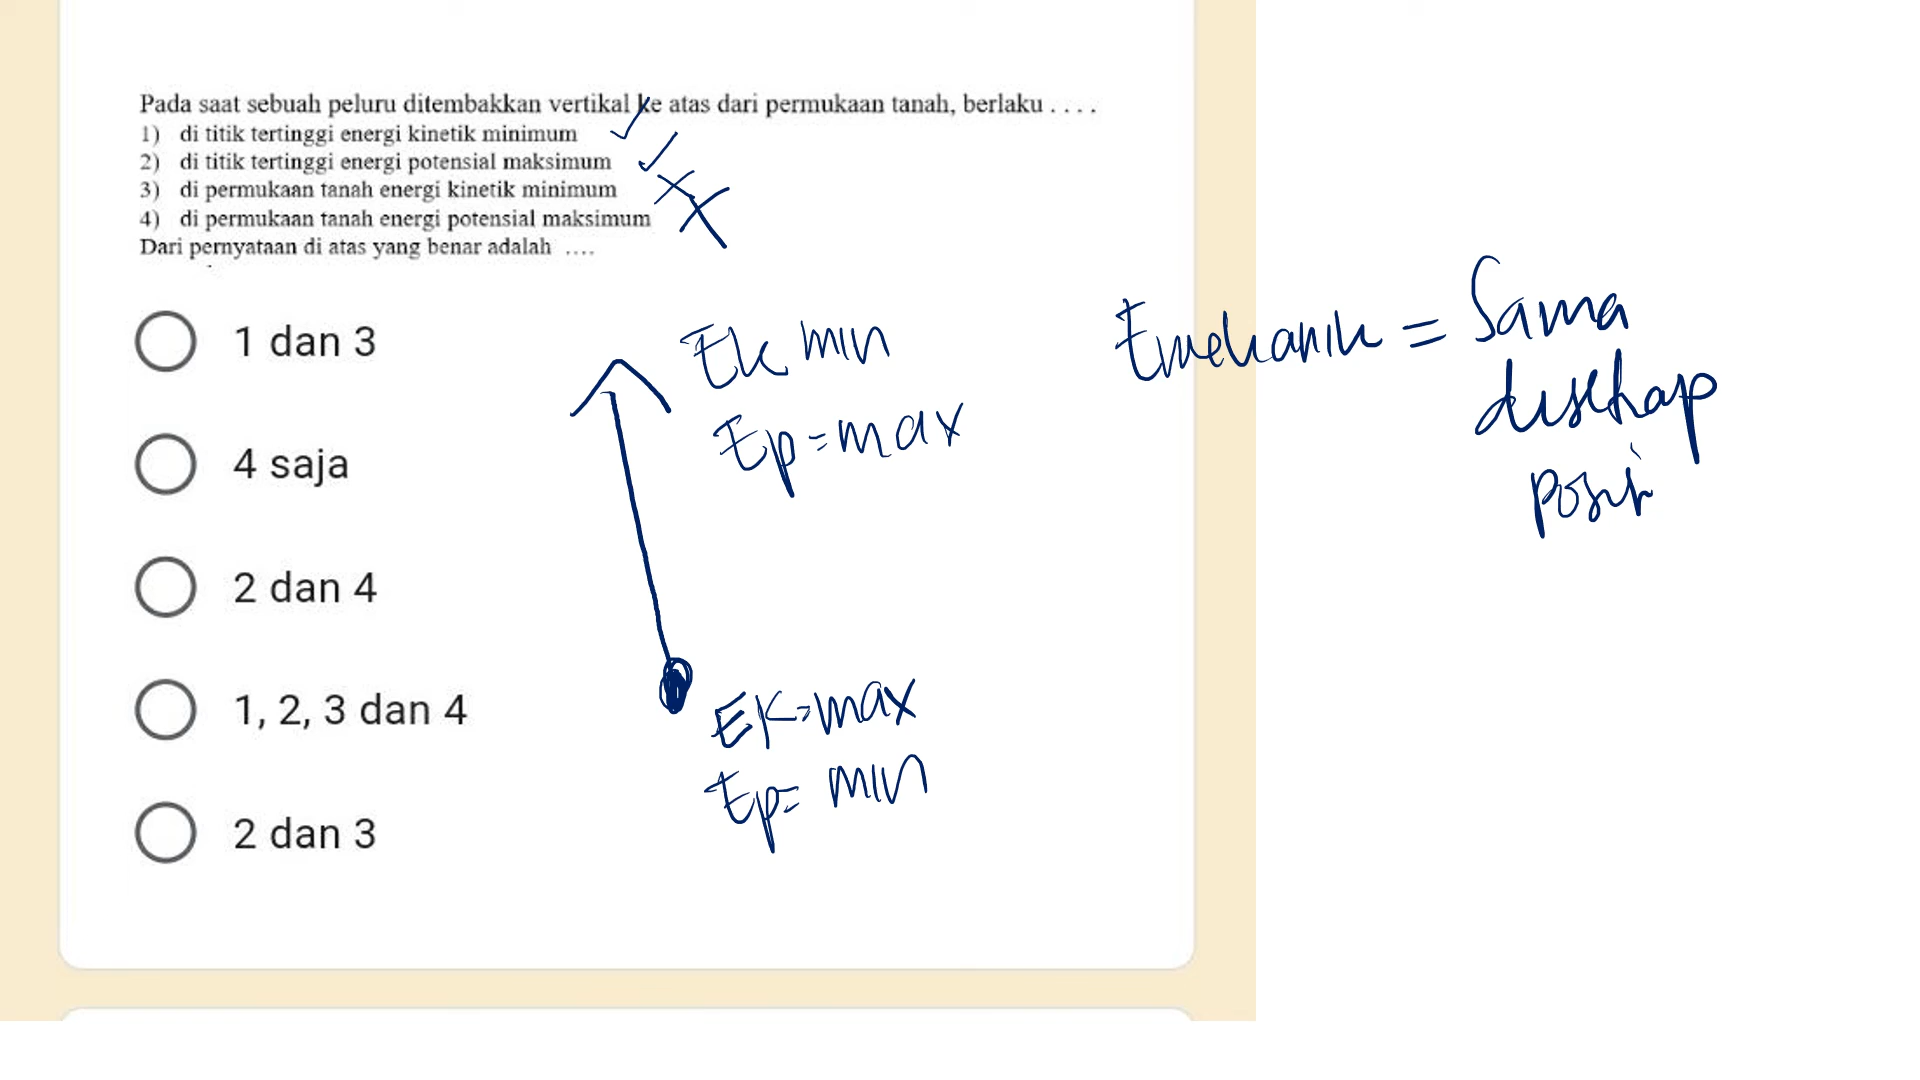 Pada saat sebuah peluru ditembakkan vertikal ke atas dari permukaan tanah, berlaku . . . .
1) di titik tertinggi energi kinetik minimum
2) di titik tertinggi energi potensial maksimum
3) di permukaan tanah energi kinetik minimum
4) di permukaan tanah energi potensial maksimum
Dari pernyataan di atas yang benar adalah ....
1 dan 3
4 saja
2 dan 4
1, 2, 3 dan 4
2 dan 3
Ek min
Ep = max
Ek = max
Ep = min
Emekanik = Sama
disetiap
posisi